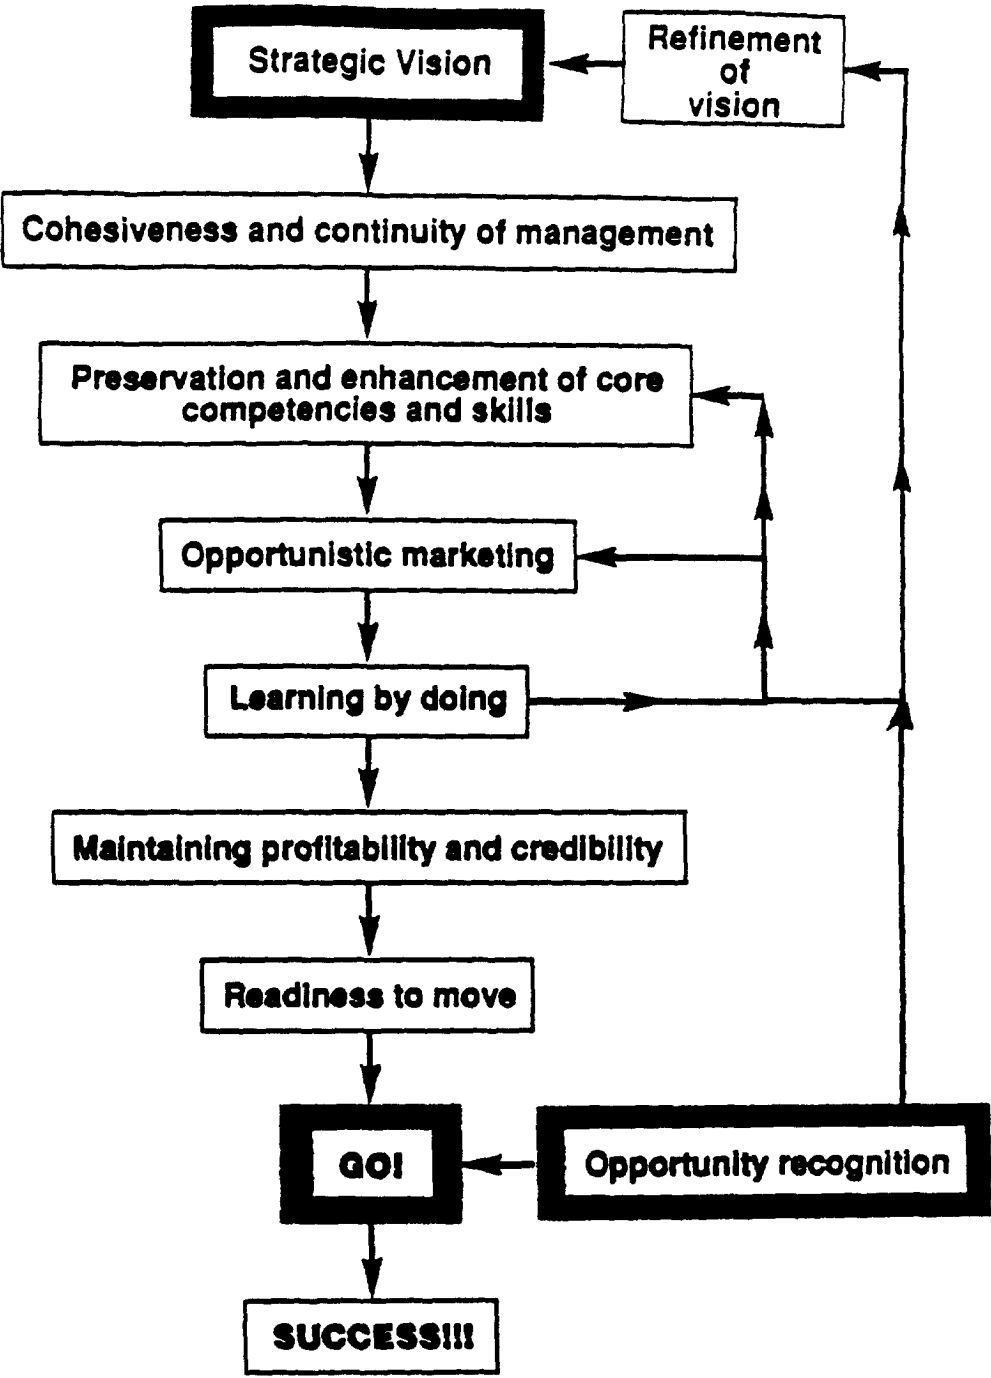 Strategic Vision
Refinement
of
vision
Cohesiveness and continuity of management
Preservation and enhancement of core
competencies and skills
Opportunistic marketing
Learning by doing
Maintaining profitability and credibility
Readiness to move
GO!
Opportunity recognition
SUCCESS!!!